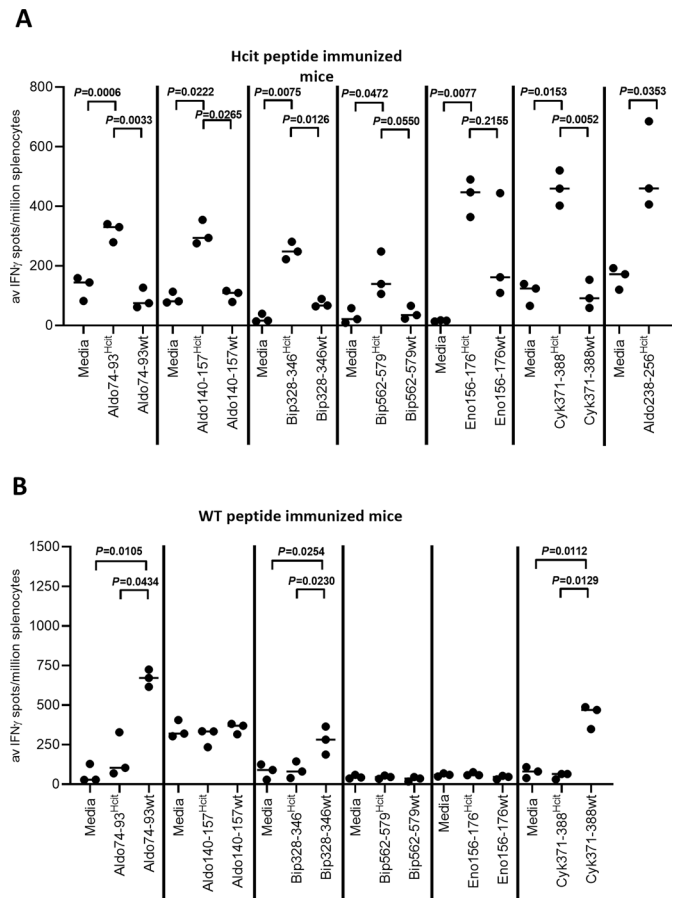 A
Hcit peptide immunized
mice
av IFNγ spots/million splenocytes
800
600
400
200
0
P=0.0006
P=0.0033
P=0.0222
P=0.0265
P=0.0075
P=0.0126
P=0.0472
P=0.0550
P=0.0077
P=0.2155
P=0.0153
P=0.0052
P=0.0353
Media
Aldo74-93Hcit
Aldo74-93wt
Media
Aldo140-157Hcit
Aldo140-157wt
Media
Bip328-346Hcit
Bip328-346wt
Media
Bip562-579Hcit
Bip562-579wt
Media
Eno156-176Hcit
Eno156-176wt
Media
Cyk371-388Hcit
Cyk371-388wt
Media
Aldo238-256Hcit
B
WT peptide immunized mice
av IFNγ spots/million splenocytes
1500
1250
1000
750
500
250
0
P=0.0105
P=0.0434
P=0.0254
P=0.0230
P=0.0112
P=0.0129
Media
Aldo74-93Hcit
Aldo74-93wt
Media
Aldo140-157Hcit
Aldo140-157wt
Media
Bip328-346Hcit
Bip328-346wt
Media
Bip562-579Hcit
Bip562-579wt
Media
Eno156-176Hcit
Eno156-176wt
Media
Cyk371-388Hcit
Cyk371-388wt